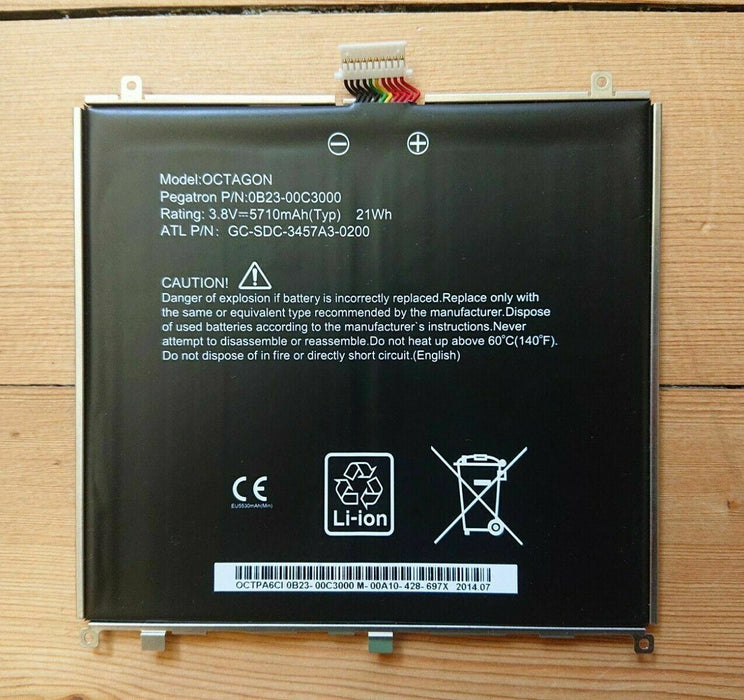 Model:OCTAGON
Pegatron P/N:0B23-00C3000
Rating: 3.8V⎓5710mAh(Typ) 21Wh
ATL P/N: GC-SDC-3457A3-0200
CAUTION!
Danger of explosion if battery is incorrectly replaced.Replace only with
the same or equivalent type recommended by the manufacturer.Dispose
of used batteries according to the manufacturer`s instructions.Never
attempt to disassemble or reassemble.Do not heat up above 60°C(140°F).
Do not dispose of in fire or directly short circuit.(English)
CE
EU5530mAh(Min)
Li-ion
OCTPA6CI 0B23-00C3000 M-00A10-428-697X 2014.07